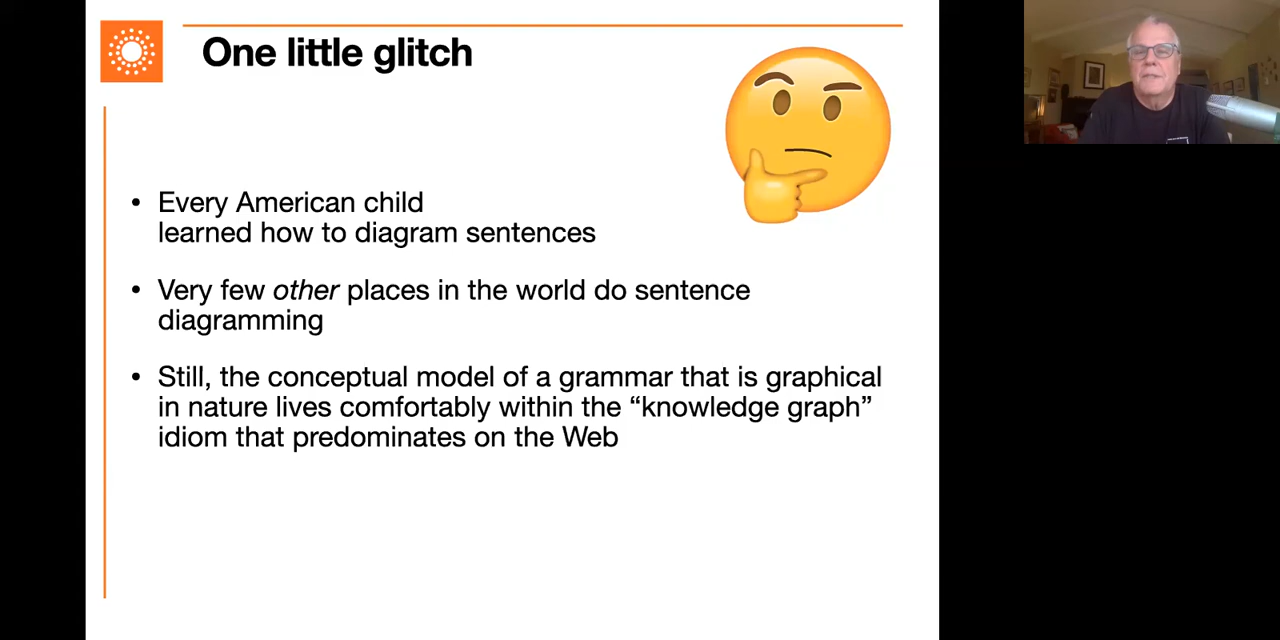 One little glitch
• Every American child
learned how to diagram sentences
• Very few other places in the world do sentence
diagramming
• Still, the conceptual model of a grammar that is graphical
in nature lives comfortably within the “knowledge graph”
idiom that predominates on the Web